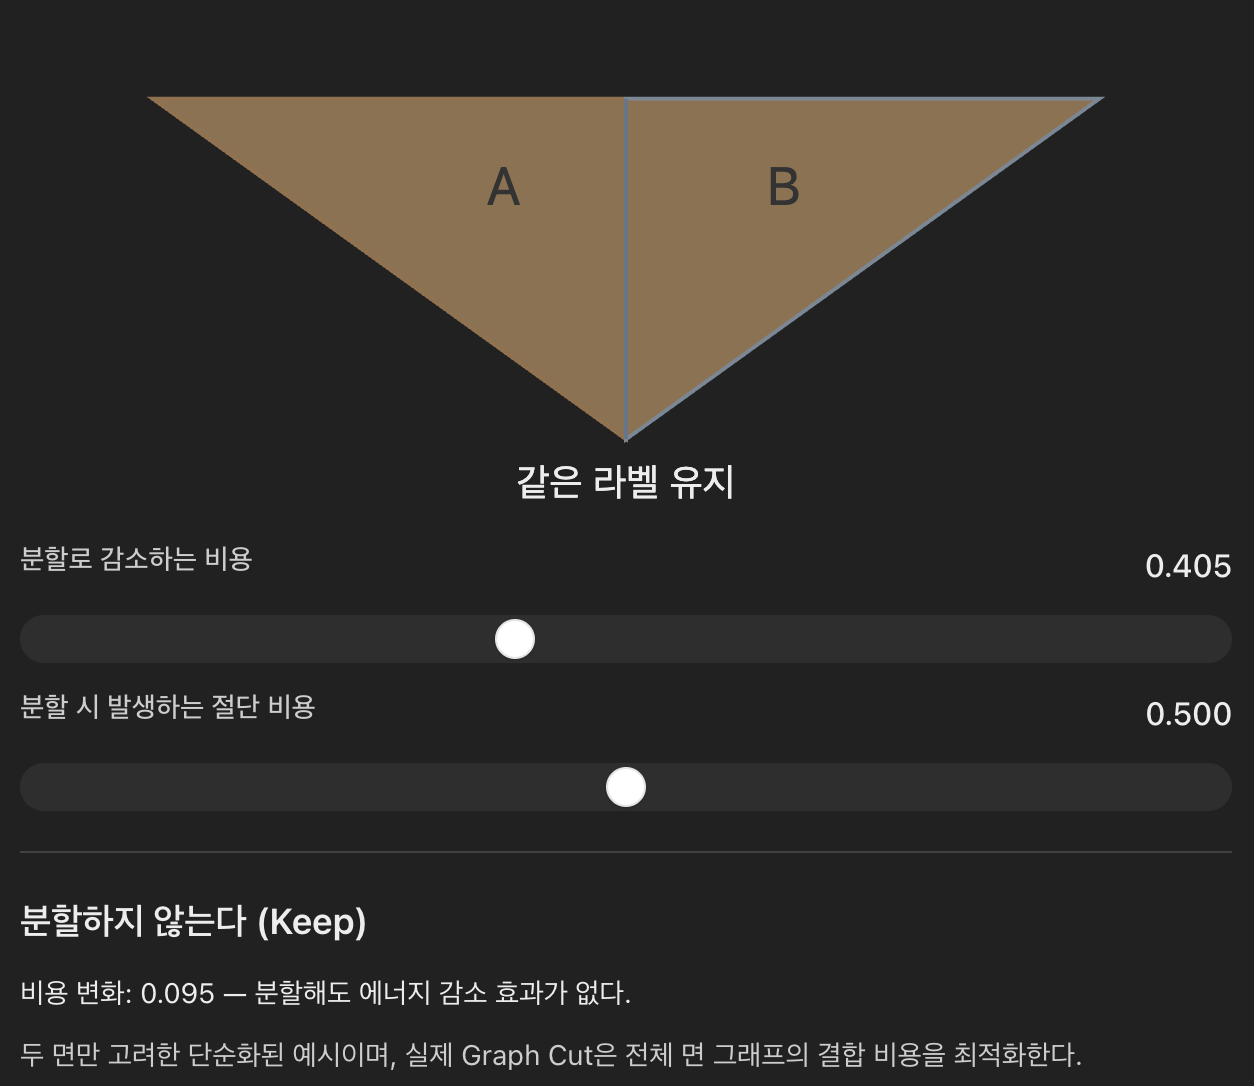 A
B
같은 라벨 유지
분할로 감소하는 비용
0.405
분할 시 발생하는 절단 비용
0.500
분할하지 않는다 (Keep)
비용 변화: 0.095 — 분할해도 에너지 감소 효과가 없다.
두 면만 고려한 단순화된 예시이며, 실제 Graph Cut은 전체 면 그래프의 결합 비용을 최적화한다.